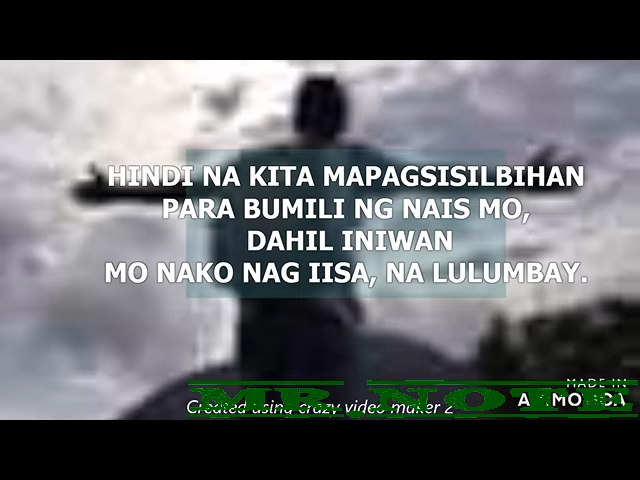 HINDI NA KITA MAPAGSISILBIHAN
PARA BUMILI NG NAIS MO,
DAHIL INIWAN
MO NAKO NAG IISA, NA LULUMBAY.
MADE IN
MR.NOTE
Created using crazy video maker 2